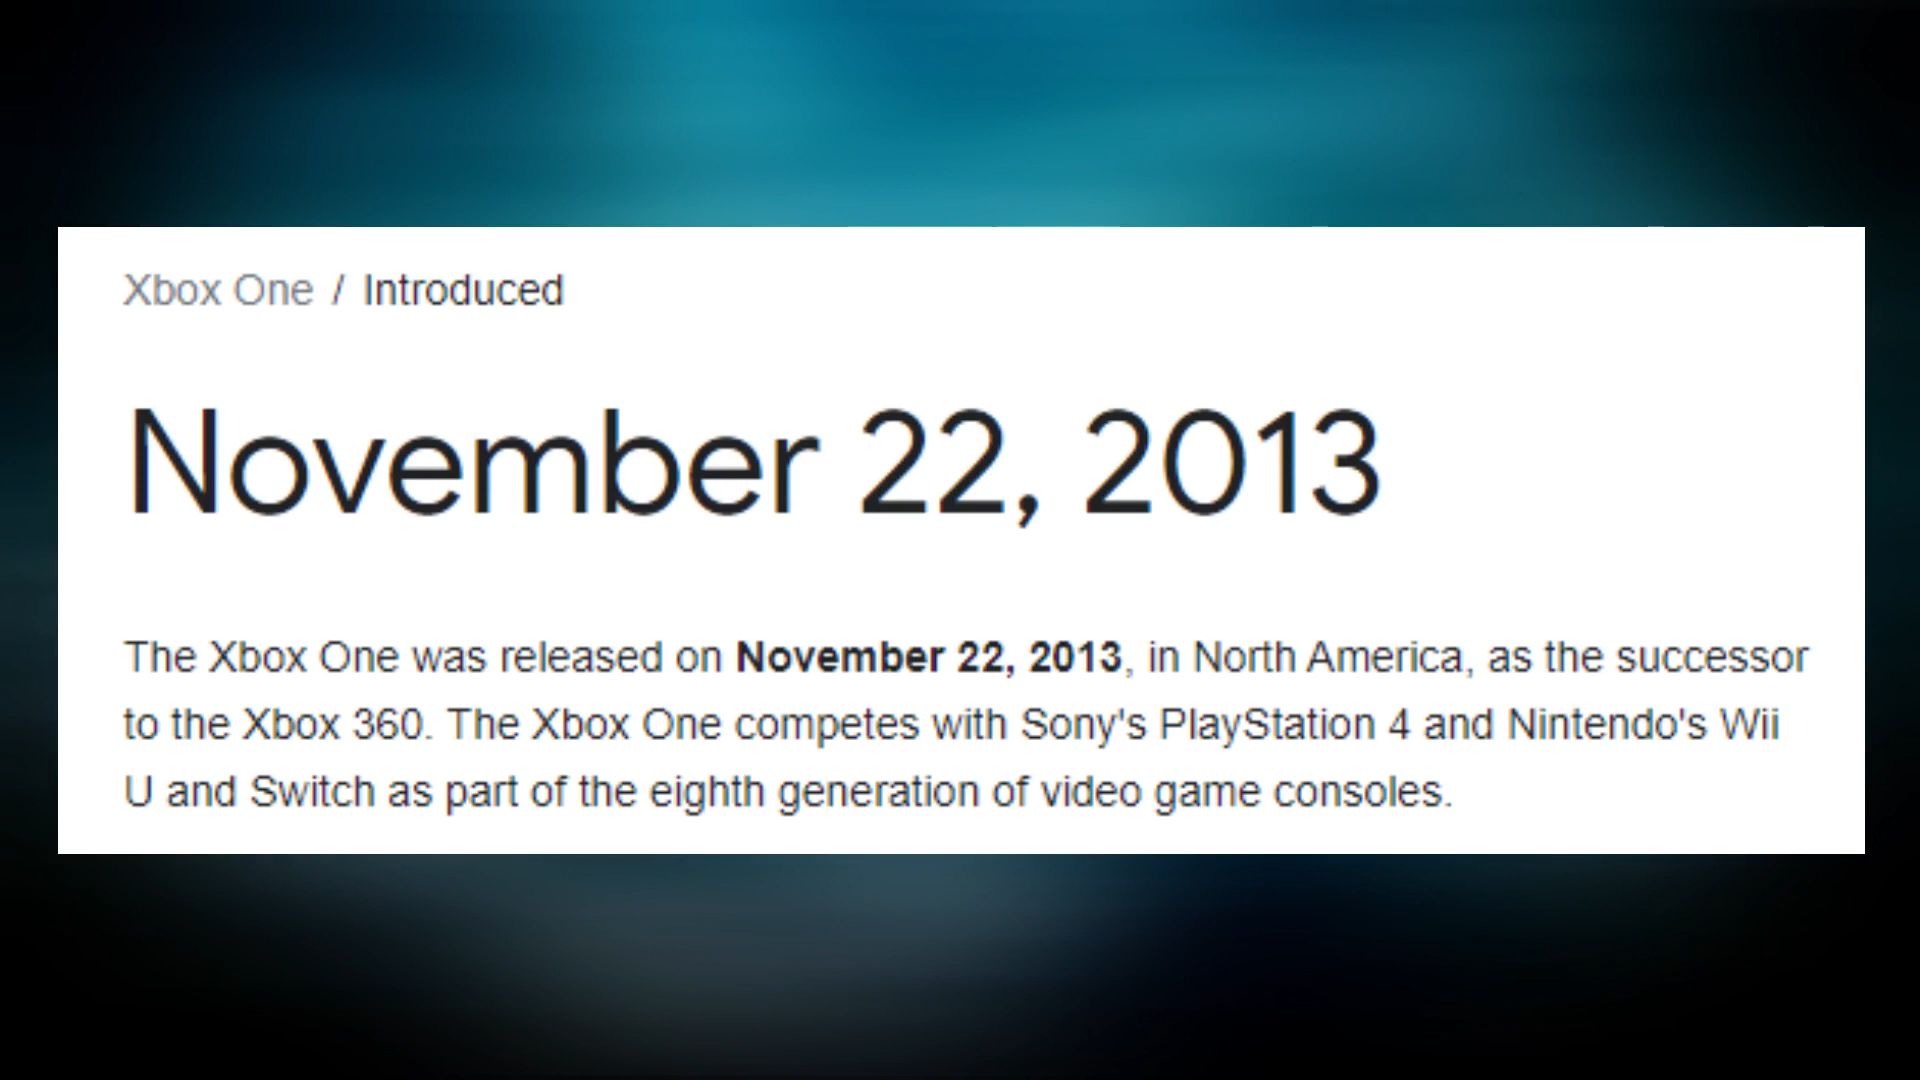 Xbox One / Introduced
November 22, 2013
The Xbox One was released on November 22, 2013, in North America, as the successor
to the Xbox 360. The Xbox One competes with Sony's PlayStation 4 and Nintendo's Wii
U and Switch as part of the eighth generation of video game consoles.